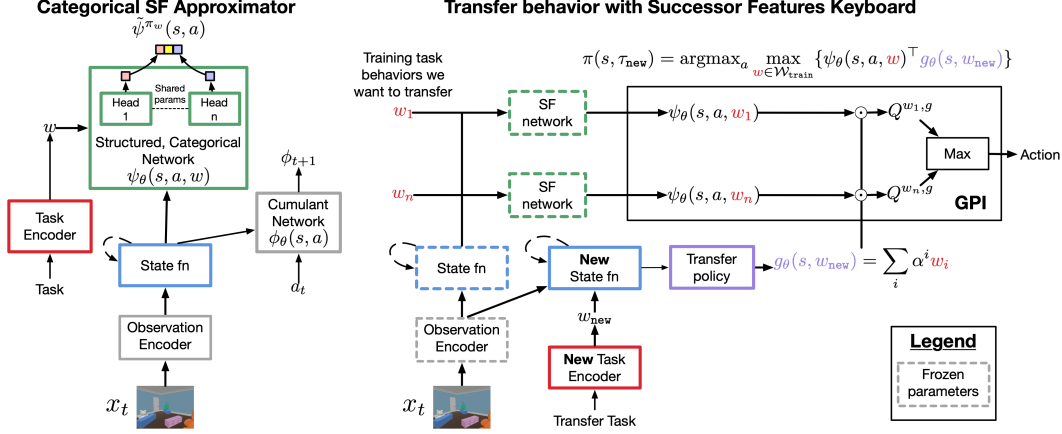 Categorical SF Approximator
ψ̃^{π_w}(s, a)
Shared
params
Head
1
Head
n
w
Structured, Categorical
Network
ψ_θ(s, a, w)
ϕ_{t+1}
Task
Encoder
Cumulant
Network
ϕ_θ(s, a)
State fn
Task
d_t
Observation
Encoder
x_t
Transfer behavior with Successor Features Keyboard
π(s, τ_new) = argmax_a max_{w∈W_train} {ψ_θ(s, a, w)^⊤ g_θ(s, w_new)}
Training task
behaviors we
want to transfer
w_1
SF
network
ψ_θ(s, a, w_1)
Q^{w_1,g}
Max
Action
w_n
SF
network
ψ_θ(s, a, w_n)
Q^{w_n,g}
GPI
State fn
New
State fn
Transfer
policy
g_θ(s, w_new) = ∑_i α^i w_i
w_new
Observation
Encoder
New Task
Encoder
x_t
Transfer Task
Legend
Frozen
parameters